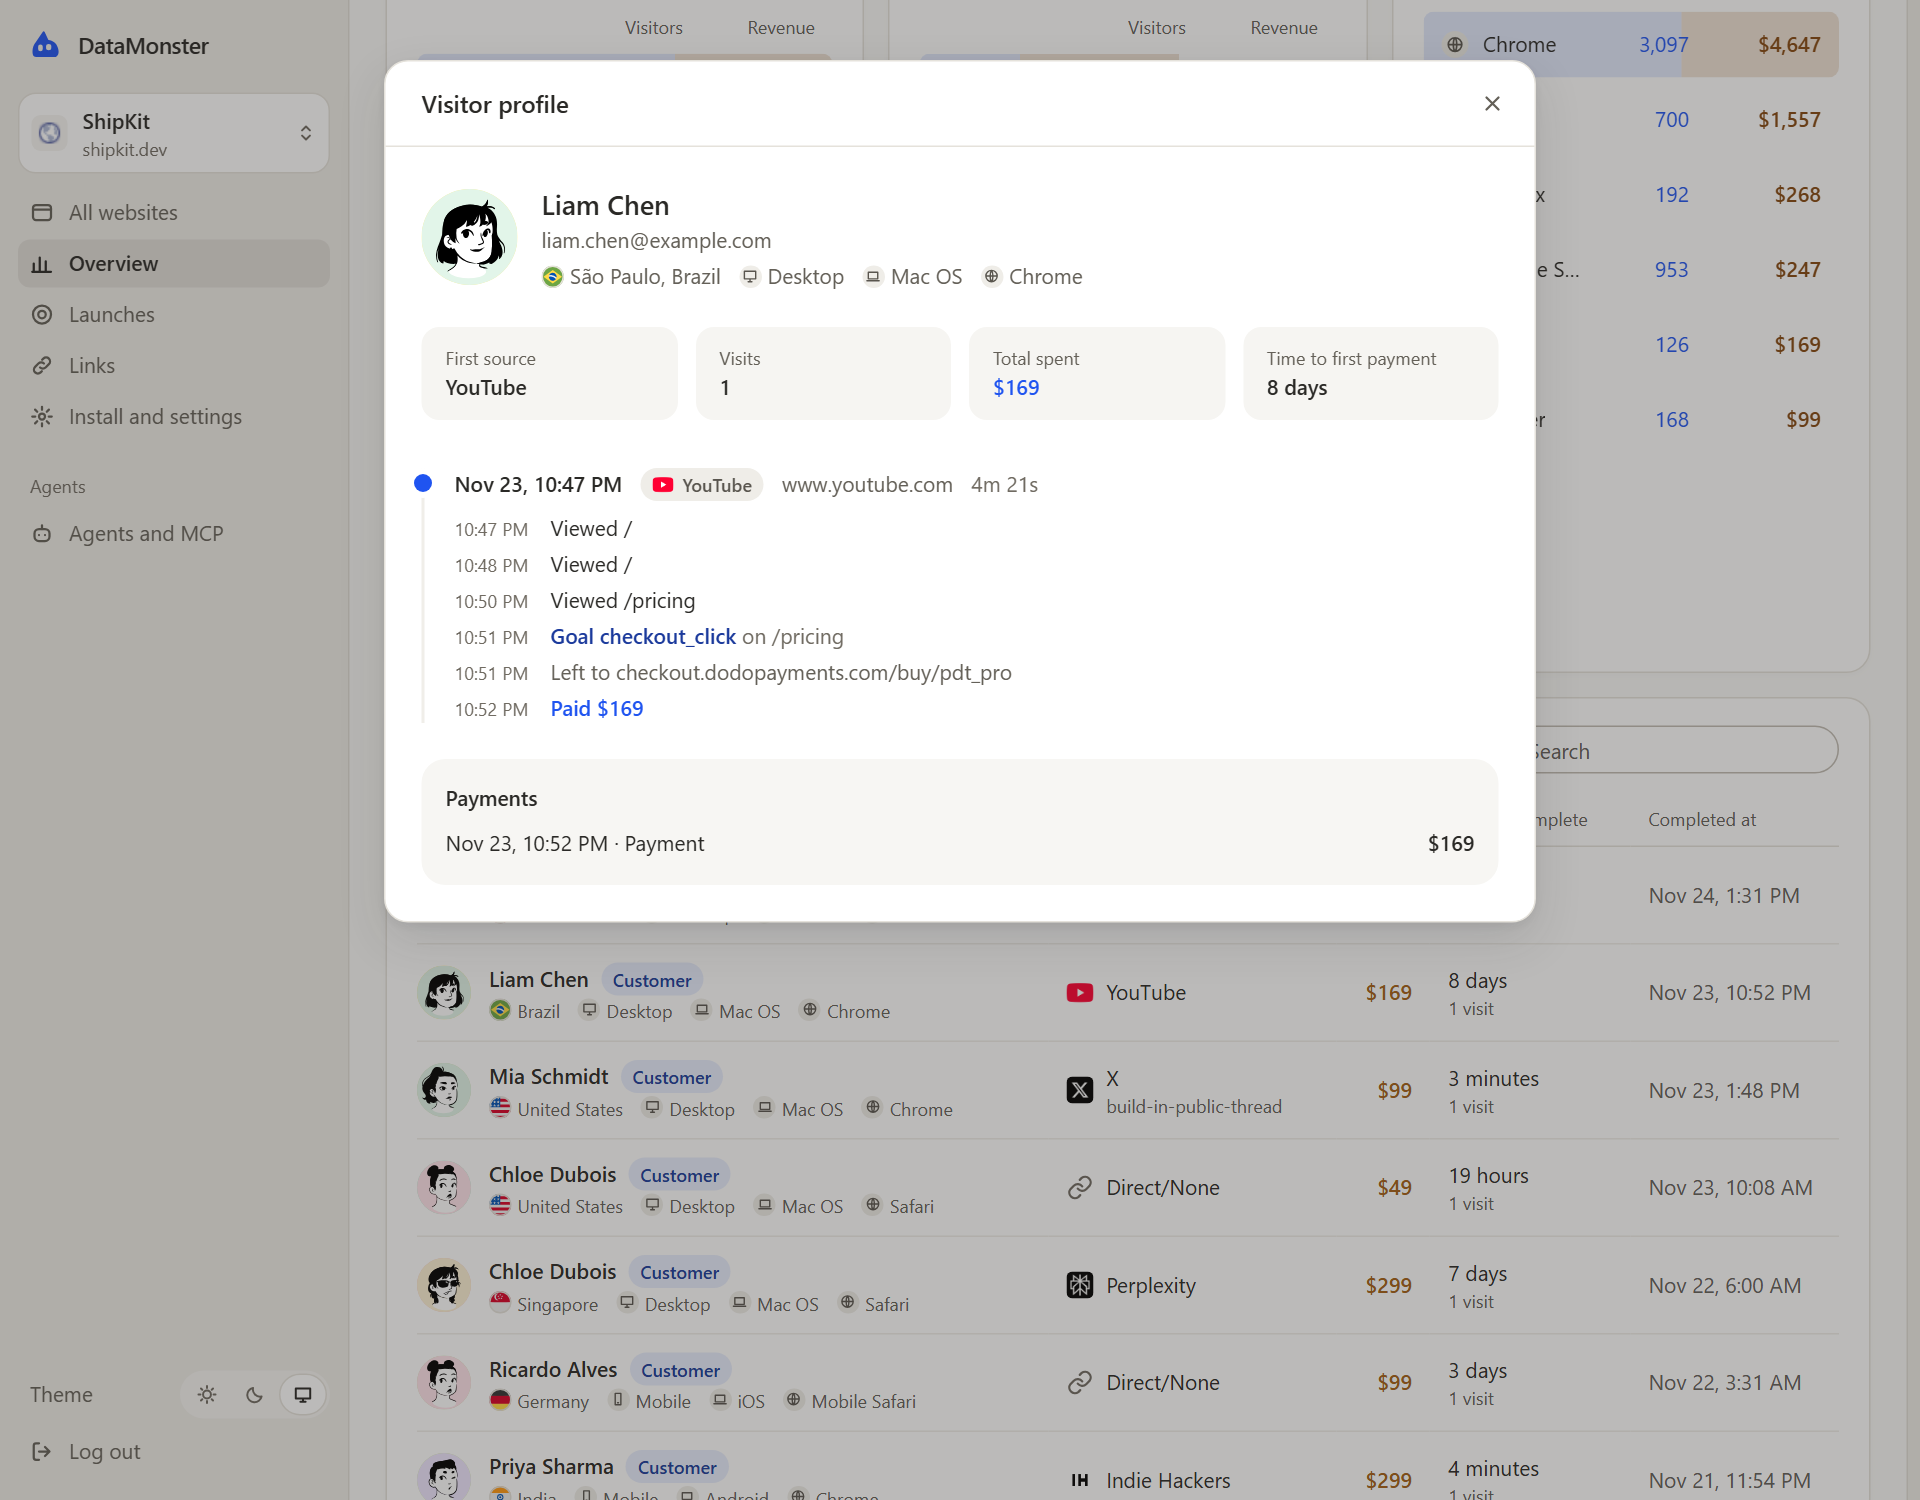 DataMonster
ShipKit
shipkit.dev
All websites
Overview
Launches
Links
Install and settings
Agents
Agents and MCP
Theme
Log out
Visitors Revenue
Visitors Revenue
Chrome 3,097 $4,647
700 $1,557
x 192 $268
e S... 953 $247
126 $169
r 168 $99
Visitor profile
Liam Chen
liam.chen@example.com
São Paulo, Brazil Desktop Mac OS Chrome
First source
YouTube
Visits
1
Total spent
$169
Time to first payment
8 days
Nov 23, 10:47 PM YouTube www.youtube.com 4m 21s
10:47 PM Viewed /
10:48 PM Viewed /
10:50 PM Viewed /pricing
10:51 PM Goal checkout_click on /pricing
10:51 PM Left to checkout.dodopayments.com/buy/pdt_pro
10:52 PM Paid $169
Payments
Nov 23, 10:52 PM · Payment $169
Search
mplete Completed at
Nov 24, 1:31 PM
Liam Chen Customer
Brazil Desktop Mac OS Chrome
YouTube $169
8 days
1 visit
Nov 23, 10:52 PM
Mia Schmidt Customer
United States Desktop Mac OS Chrome
X
build-in-public-thread
$99
3 minutes
1 visit
Nov 23, 1:48 PM
Chloe Dubois Customer
United States Desktop Mac OS Safari
Direct/None $49
19 hours
1 visit
Nov 23, 10:08 AM
Chloe Dubois Customer
Singapore Desktop Mac OS Safari
Perplexity $299
7 days
1 visit
Nov 22, 6:00 AM
Ricardo Alves Customer
Germany Mobile iOS Mobile Safari
Direct/None $99
3 days
1 visit
Nov 22, 3:31 AM
Priya Sharma Customer
India Mobile Android Chrome
IH Indie Hackers $299
4 minutes
1 visit
Nov 21, 11:54 PM